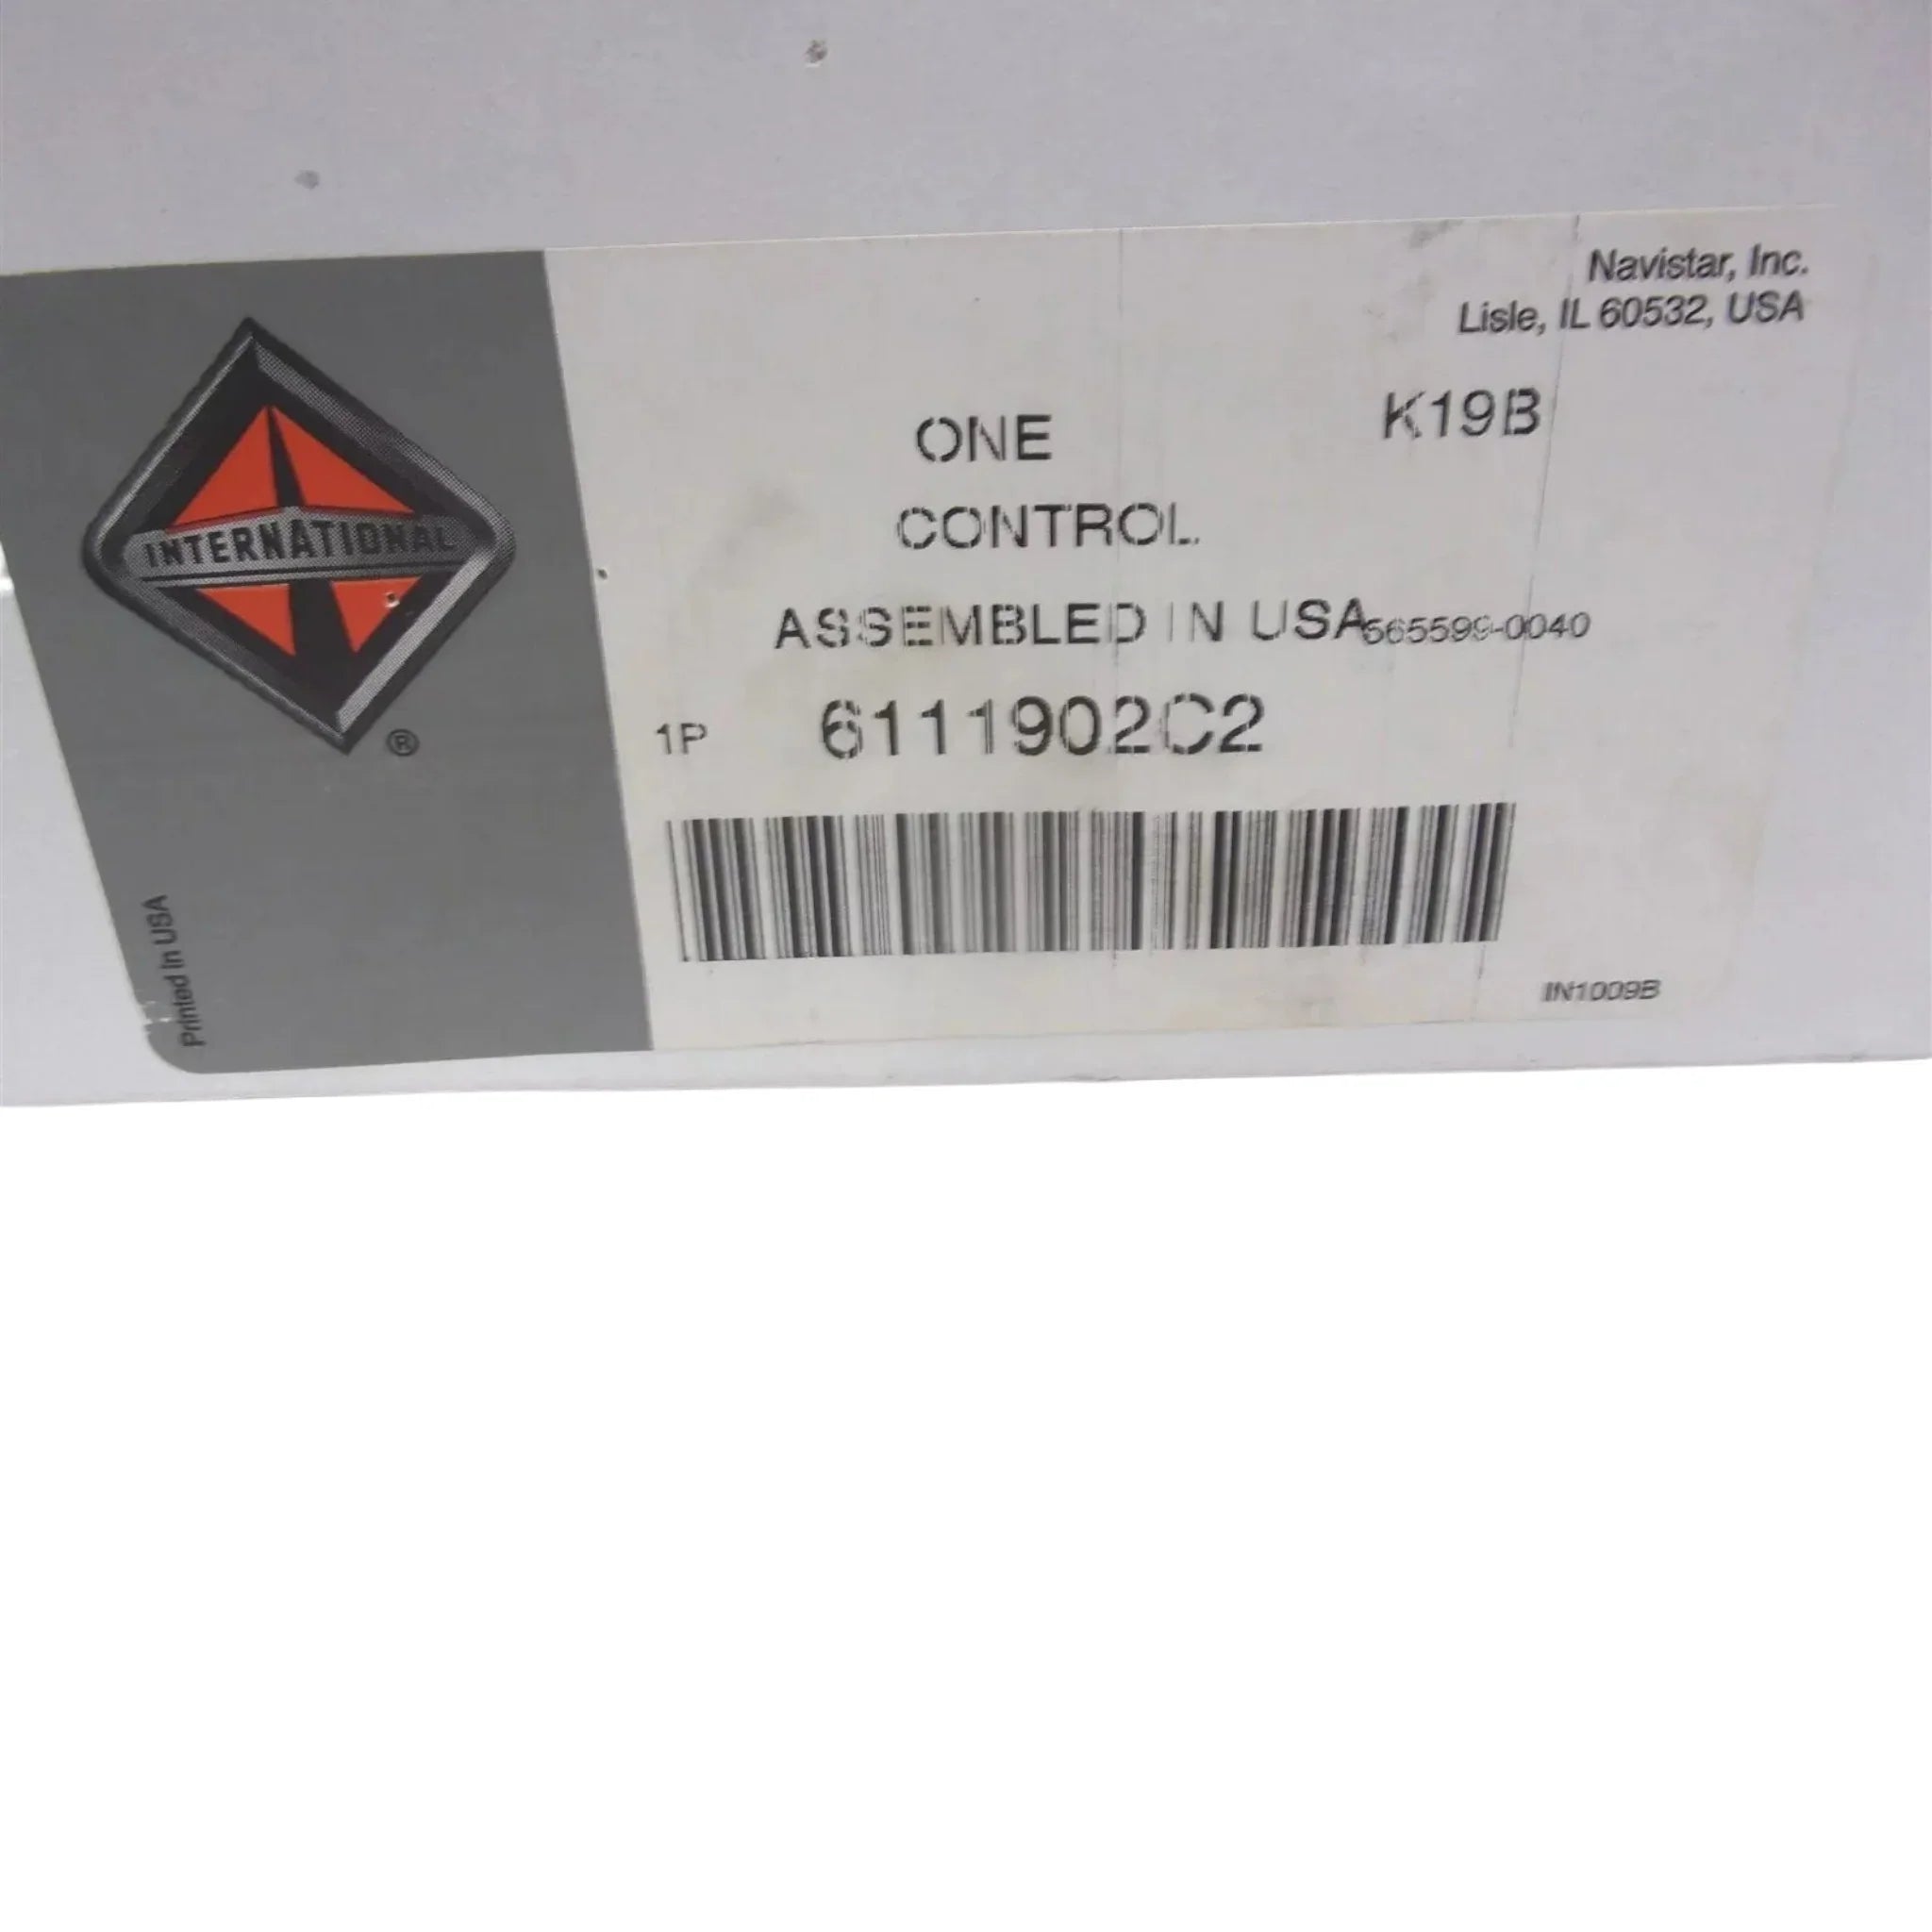 Navistar, Inc.
Lisle, IL 60532, USA
INTERNATIONAL
®
ONE
K19B
CONTROL
ASSEMBLED IN USA 565599-0040
1P 6111902C2
IN1009B
Printed in USA